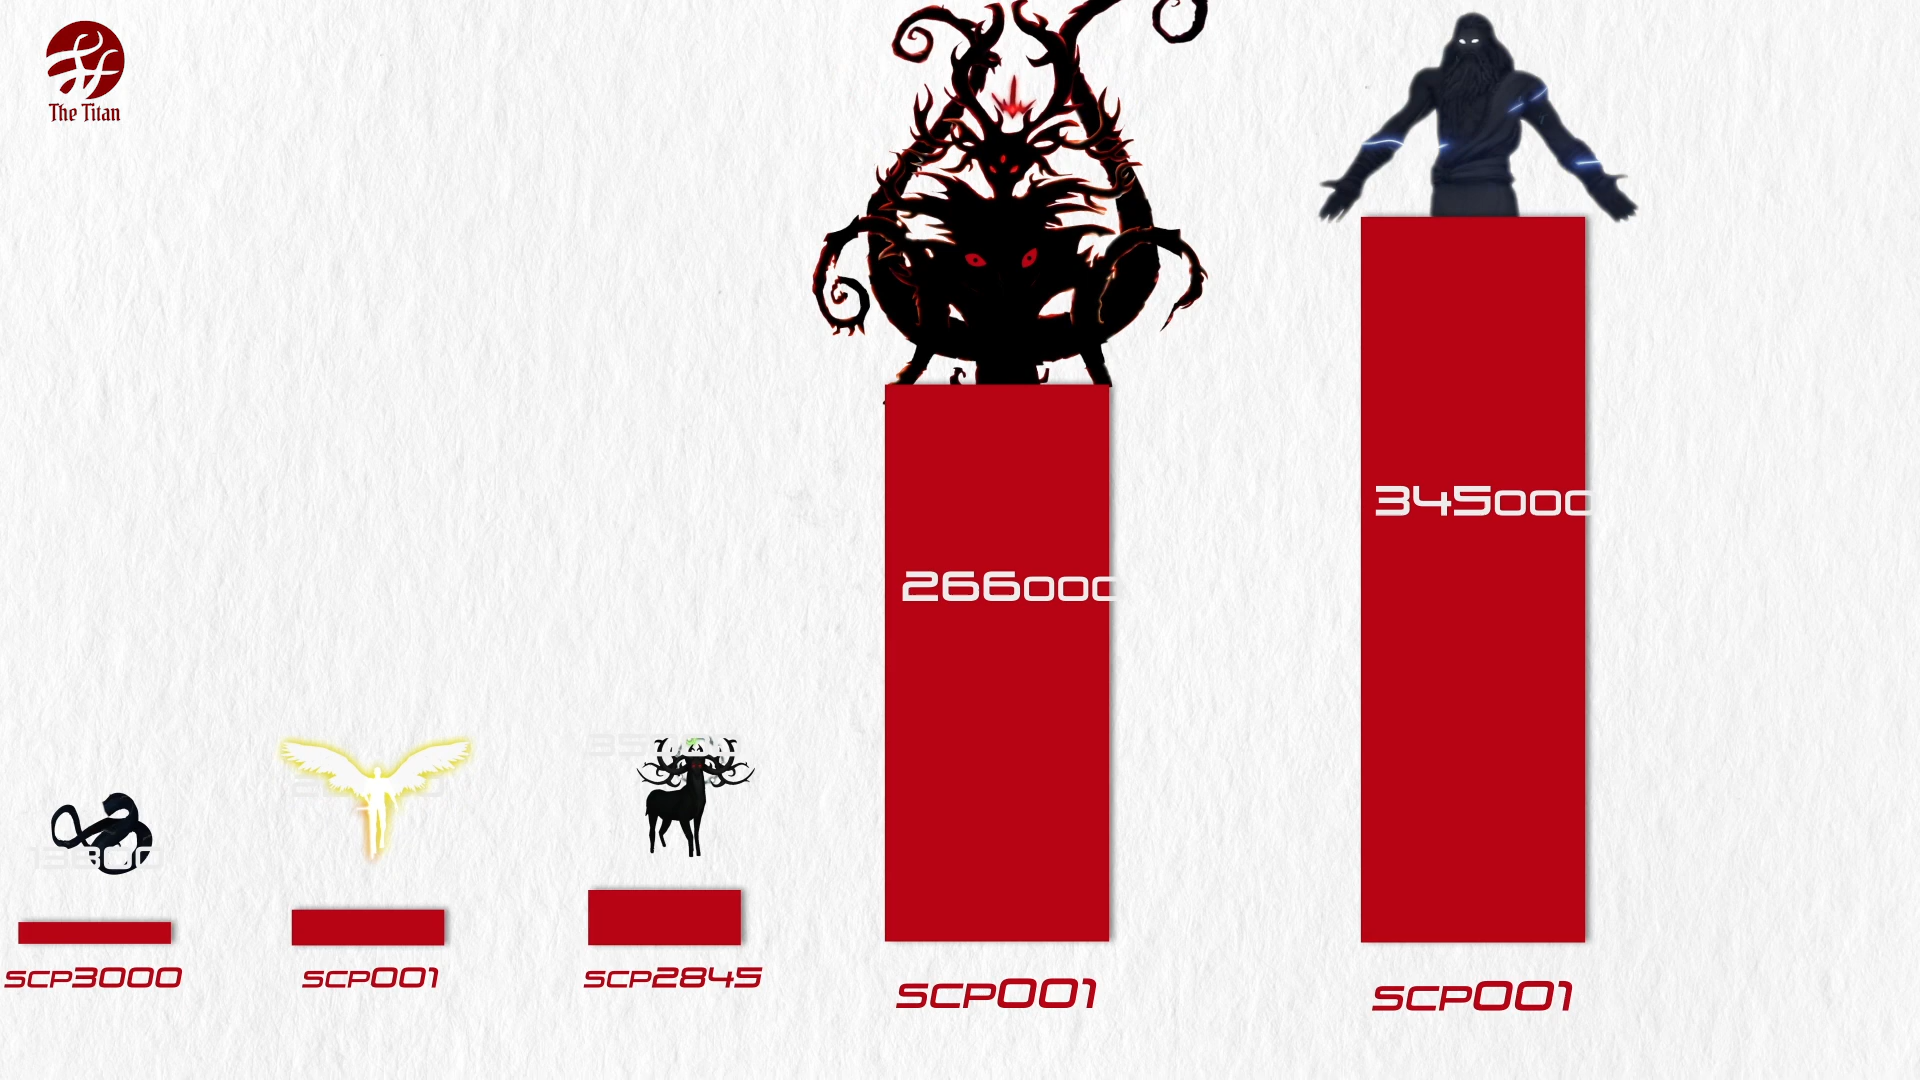 The Titan
345000
266000
SCP3000
SCP001
SCP2845
SCP001
SCP001